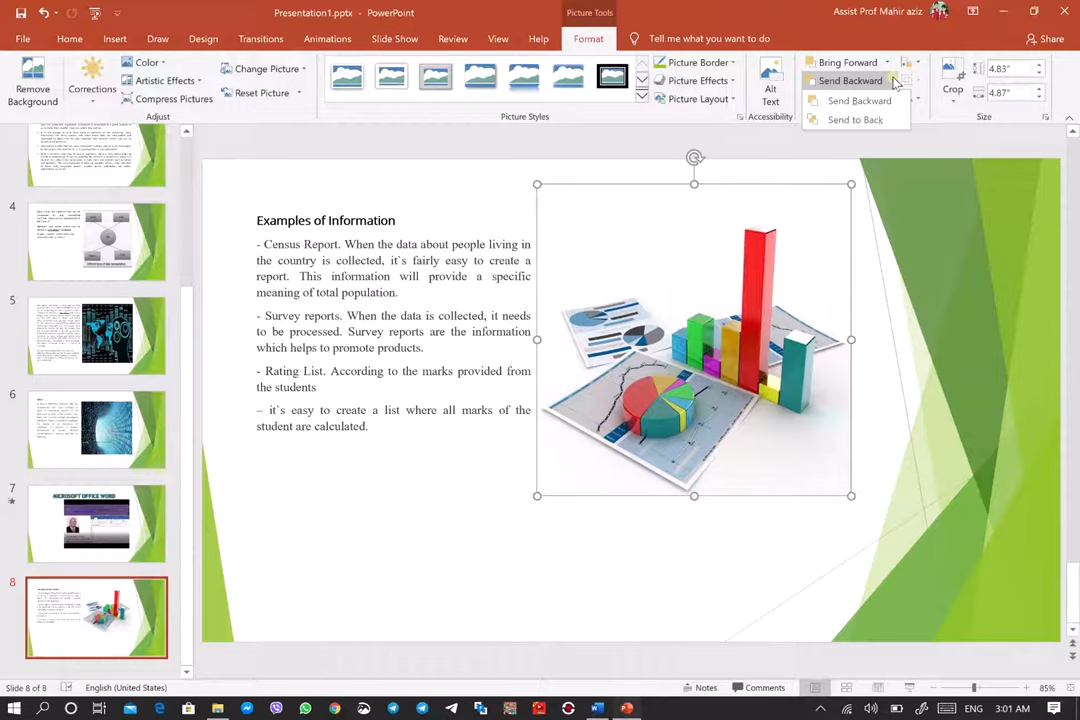 Presentation1.pptx - PowerPoint
Picture Tools
Assist Prof Mahir aziz
File
Home
Insert
Draw
Design
Transitions
Animations
Slide Show
Review
View
Help
Format
Tell me what you want to do
Share
Remove Background
Corrections
Color
Artistic Effects
Compress Pictures
Change Picture
Reset Picture
Picture Border
Picture Effects
Picture Layout
Alt Text
Bring Forward
Send Backward
Send Backward
Send to Back
Crop
4.83"
4.87"
Adjust
Picture Styles
Accessibility
Size
4
5
6
7
MICROSOFT OFFICE WORD
8
Examples of Information
- Census Report. When the data about people living in
the country is collected, it`s fairly easy to create a
report. This information will provide a specific
meaning of total population.
- Survey reports. When the data is collected, it needs
to be processed. Survey reports are the information
which helps to promote products.
- Rating List. According to the marks provided from
the students
– it`s easy to create a list where all marks of the
student are calculated.
Slide 8 of 8
English (United States)
Notes
Comments
85%
ENG
3:01 AM